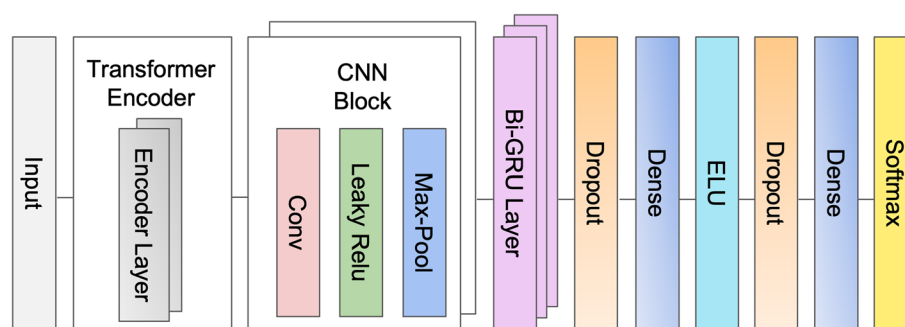 Input
Transformer
Encoder
Encoder Layer
CNN
Block
Conv
Leaky Relu
Max-Pool
Bi-GRU Layer
Dropout
Dense
ELU
Dropout
Dense
Softmax